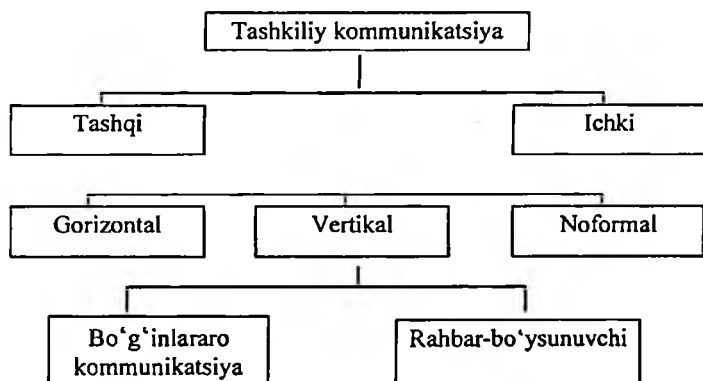 Tashkiliy kommunikatsiya
Tashqi
Ichki
Gorizontal
Vertikal
Noformal
Bo‘g‘inlararo
kommunikatsiya
Rahbar-bo‘ysunuvchi